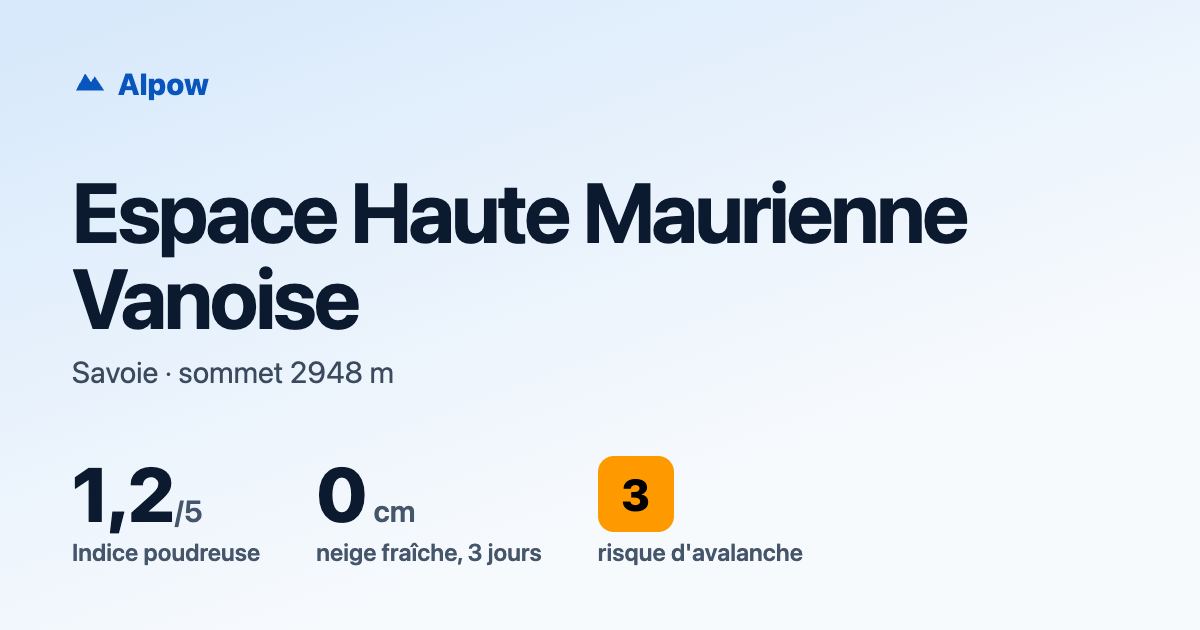 Alpow
Espace Haute Maurienne
Vanoise
Savoie · sommet 2948 m
1,2/5
Indice poudreuse
0 cm
neige fraîche, 3 jours
3
risque d'avalanche